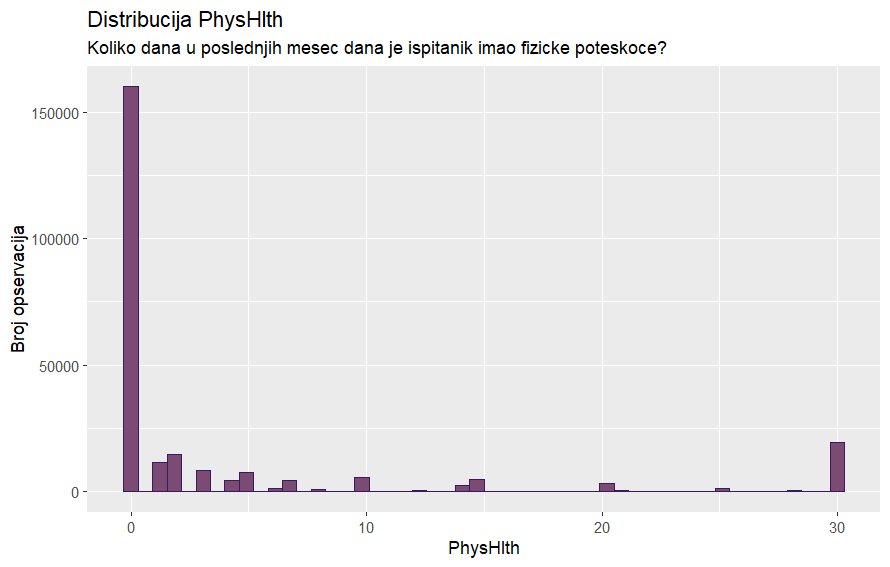 Distribucija PhysHlth
Koliko dana u poslednjih mesec dana je ispitanik imao fizicke poteskoce?
Broj opservacija
150000
100000
50000
0
0 10 20 30
PhysHlth